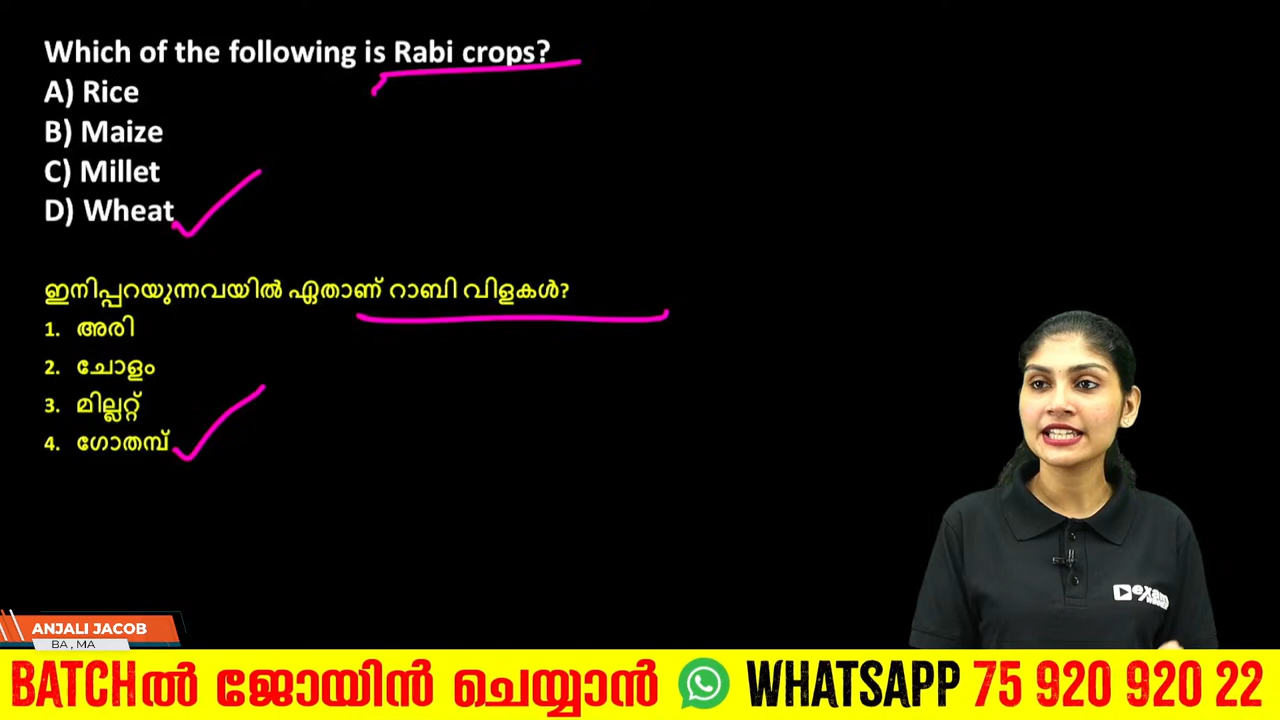 Which of the following is Rabi crops?
A) Rice
B) Maize
C) Millet
D) Wheat
ഇനിപ്പറയുന്നവയിൽ ഏതാണ് റാബി വിളകൾ?
1. അരി
2. ചോളം
3. മില്ലറ്റ്
4. ഗോതമ്പ്
exam
ANJALI JACOB
BA , MA
BATCHൽ ജോയിൻ ചെയ്യാൻ WHATSAPP 75 920 920 22